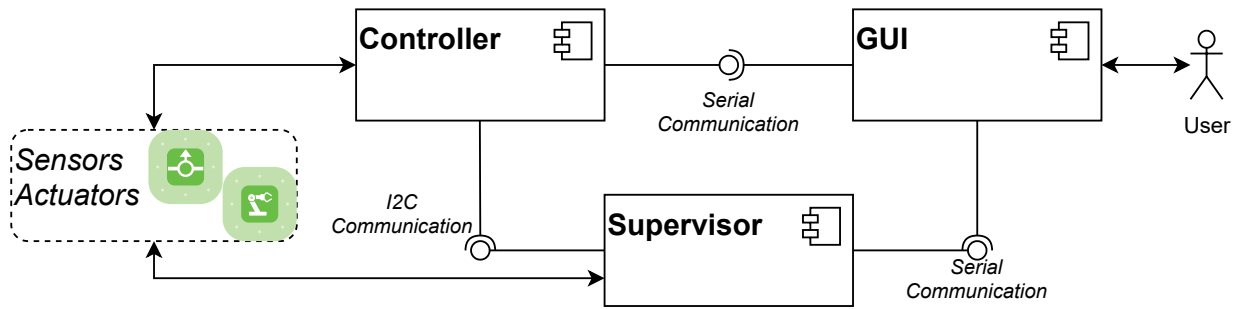 Controller
GUI
Serial
Communication
User
Sensors
Actuators
I2C
Communication
Supervisor
Serial
Communication